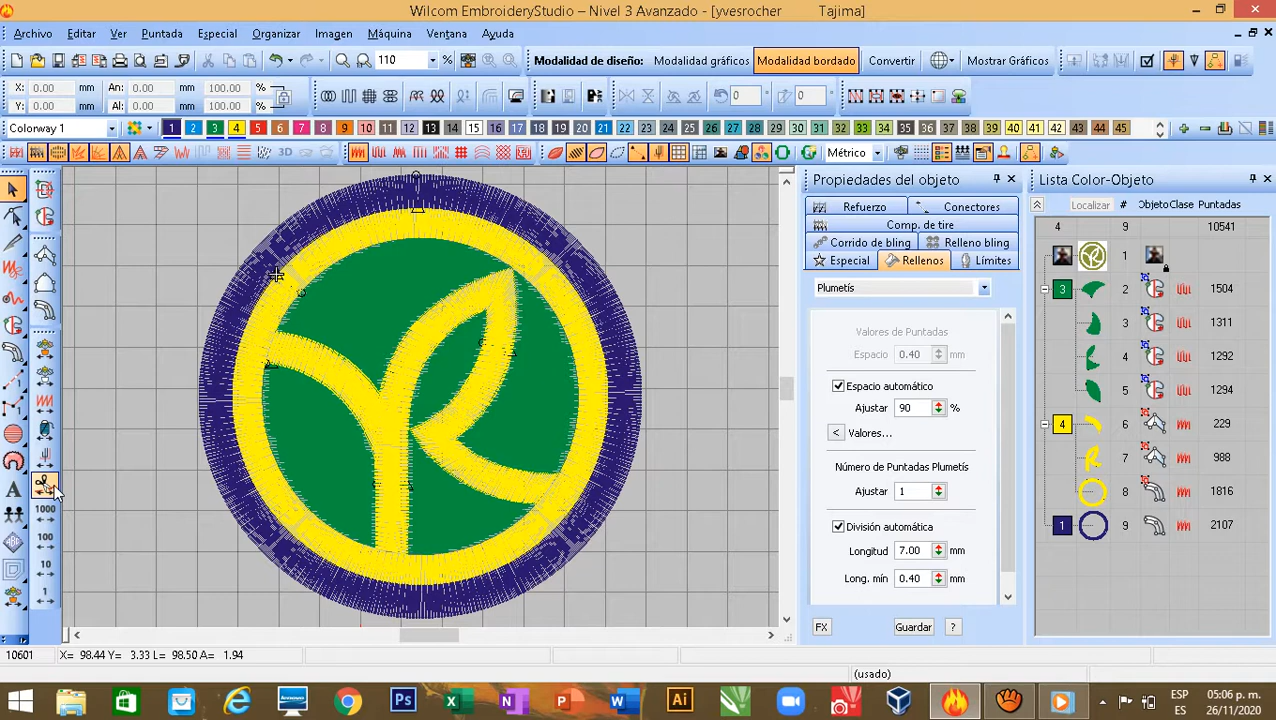 Wilcom EmbroideryStudio – Nivel 3 Avanzado - [yvesrocher Tajima]
Archivo Editar Ver Puntada Especial Organizar Imagen Máquina Ventana Ayuda
110 % Modalidad de diseño: Modalidad gráficos Modalidad bordado Convertir Mostrar Gráficos
X: 0.00 An: 0.00 mm 100.00 % 0 0
Y: 0.00 Al: 0.00 mm 100.00 %
Colorway 1 1 2 3 4 5 6 7 8 9 10 11 12 13 14 15 16 17 18 19 20 21 22 23 24 25 26 27 28 29 30 31 32 33 34 35 36 37 38 39 40 41 42 43 44 45
3D Métrico
Propiedades del objeto
Refuerzo Conectores
Comp. de tire
Corrido de bling Relleno bling
Especial Rellenos Límites
Plumetís
Valores de Puntadas
Espacio 0.40 mm
Espacio automático
Ajustar 90 %
< Valores...
Número de Puntadas Plumetís
Ajustar 1
División automática
Longitud 7.00 mm
Long. mín 0.40 mm
FX Guardar ?
Lista Color-Objeto
Localizar # Objeto Clase Puntadas
4 9 10541
1
3 2 1504
3 1311
4 1292
5 1294
4 6 229
7 988
8 1816
1 9 2107
A
1000
100
10
1
10601 X= 98.44 Y= 3.33 L= 98.50 A= 1.94
(usado)
Ps Ai
ESP 05:06 p. m.
ES 26/11/2020